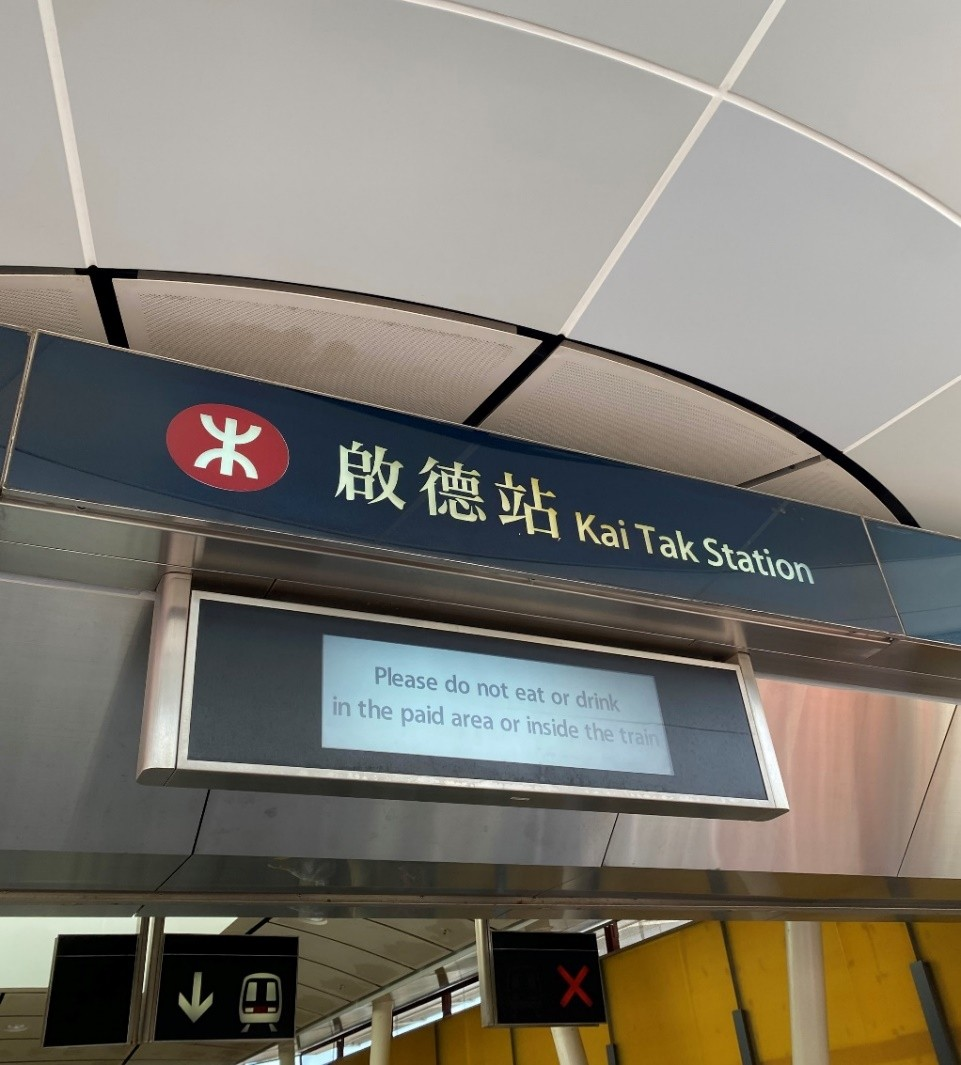 啟德站 Kai Tak Station
Please do not eat or drink
in the paid area or inside the train